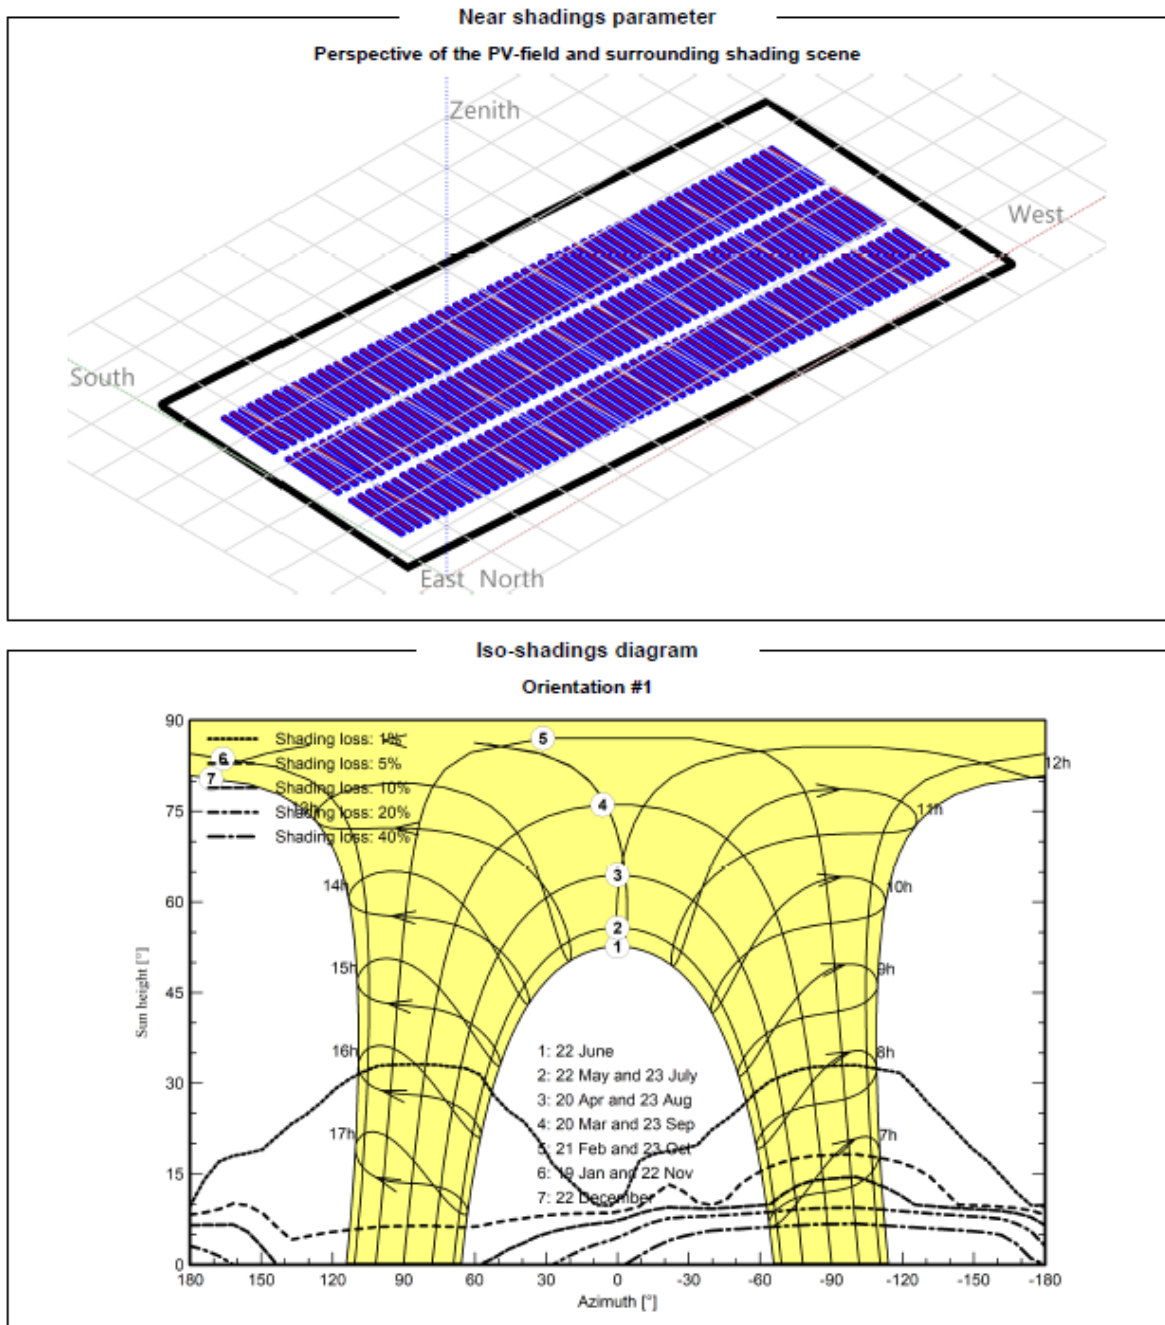 Near shadings parameter
Perspective of the PV-field and surrounding shading scene
Zenith
West
South
East North
Iso-shadings diagram
Orientation #1
90
75
60
45
30
15
0
Sun height [°]
Shading loss: 1%
Shading loss: 5%
Shading loss: 10%
Shading loss: 20%
Shading loss: 40%
6
7
5
4
3
2
1
12h
11h
10h
9h
8h
7h
13h
14h
15h
16h
17h
1: 22 June
2: 22 May and 23 July
3: 20 Apr and 23 Aug
4: 20 Mar and 23 Sep
5: 21 Feb and 23 Oct
6: 19 Jan and 22 Nov
7: 22 December
180 150 120 90 60 30 0 -30 -60 -90 -120 -150 -180
Azimuth [°]